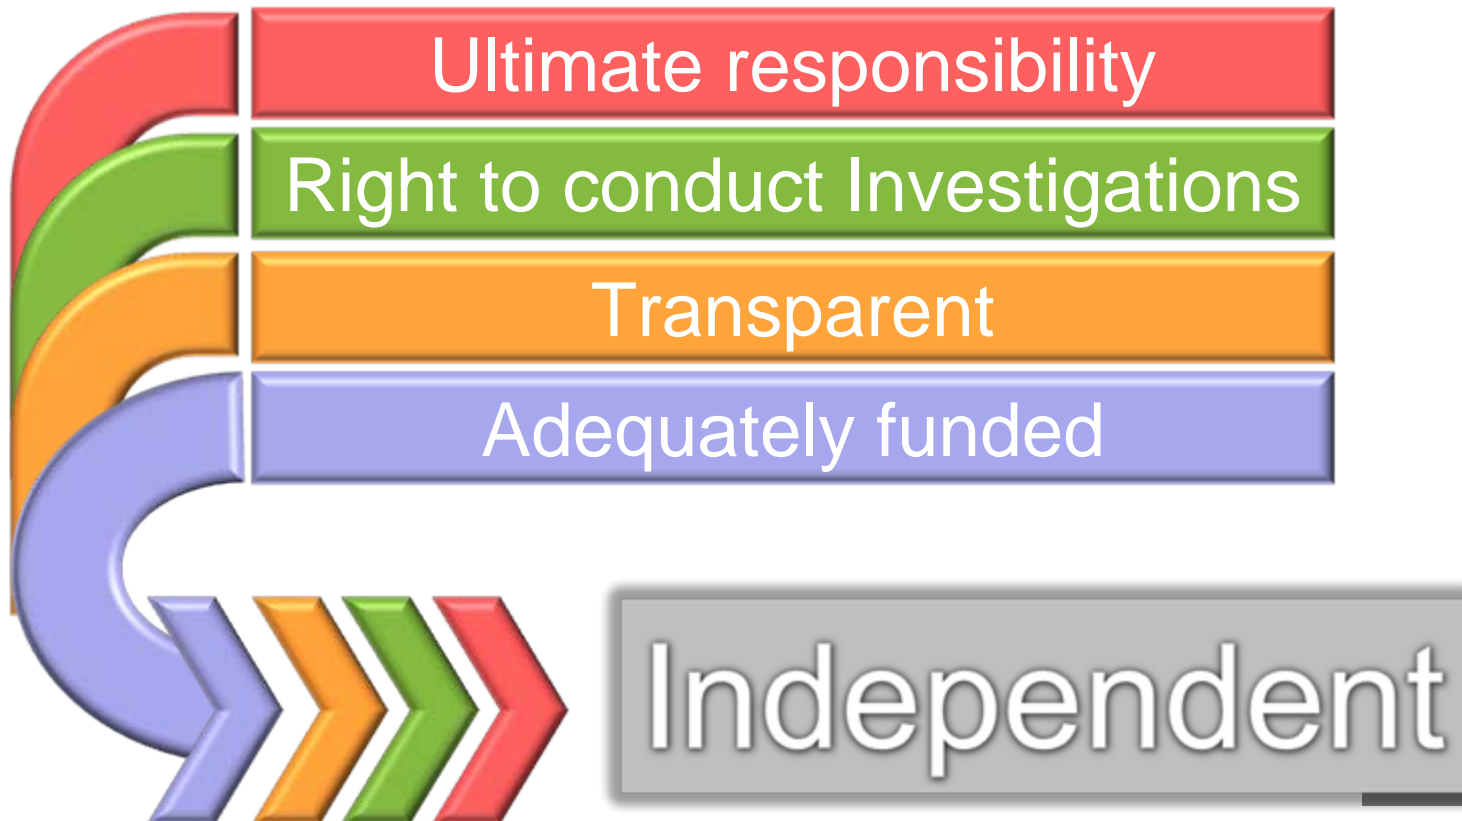 Ultimate responsibility
Right to conduct Investigations
Transparent
Adequately funded
Independent